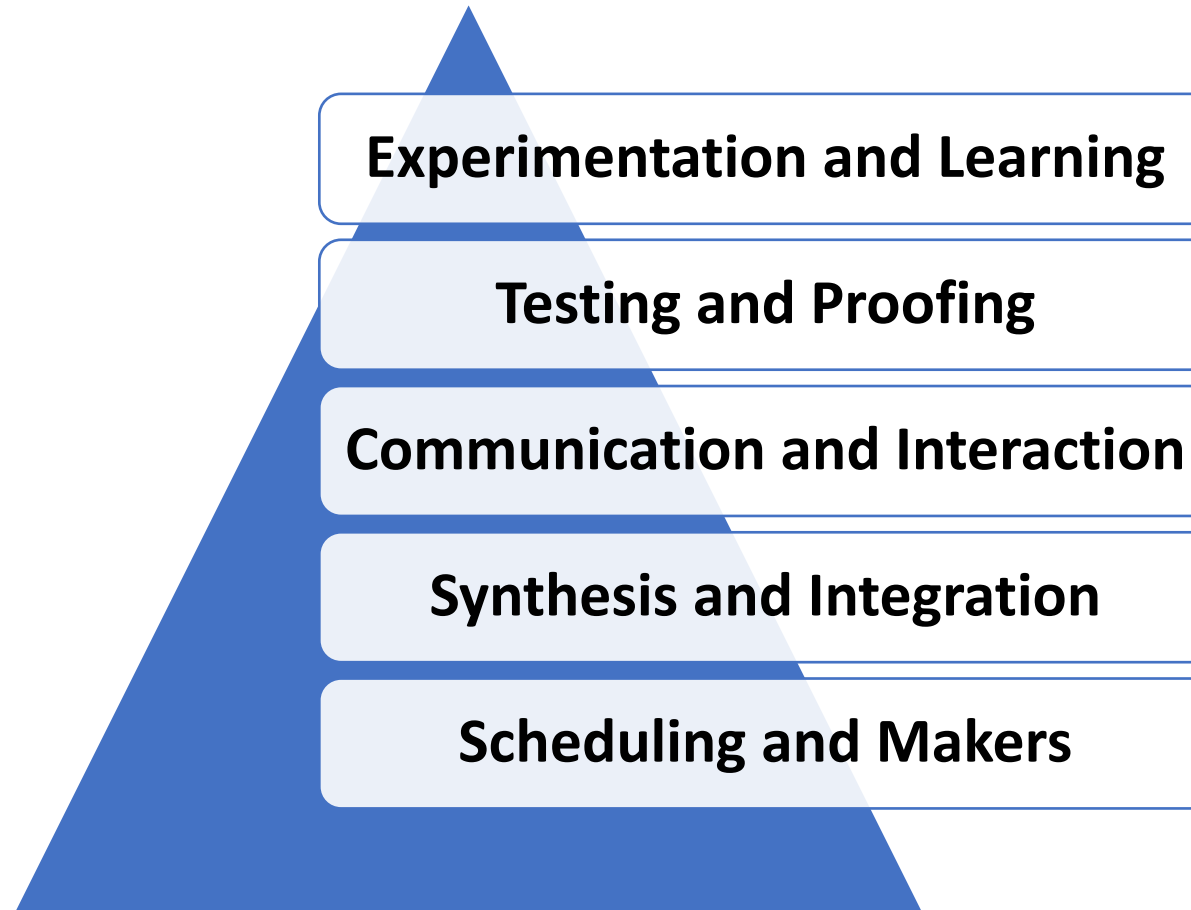 Experimentation and Learning
Testing and Proofing
Communication and Interaction
Synthesis and Integration
Scheduling and Makers